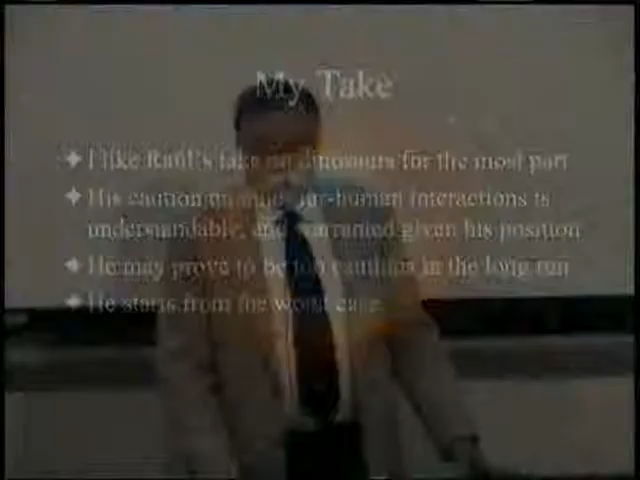 My Take
I like Raul's take on dinosaurs for the most part
His caution on dinosaur-human interactions is
understandable, and warranted given his position
He may prove to be too cautious in the long run
He starts from the worst case.